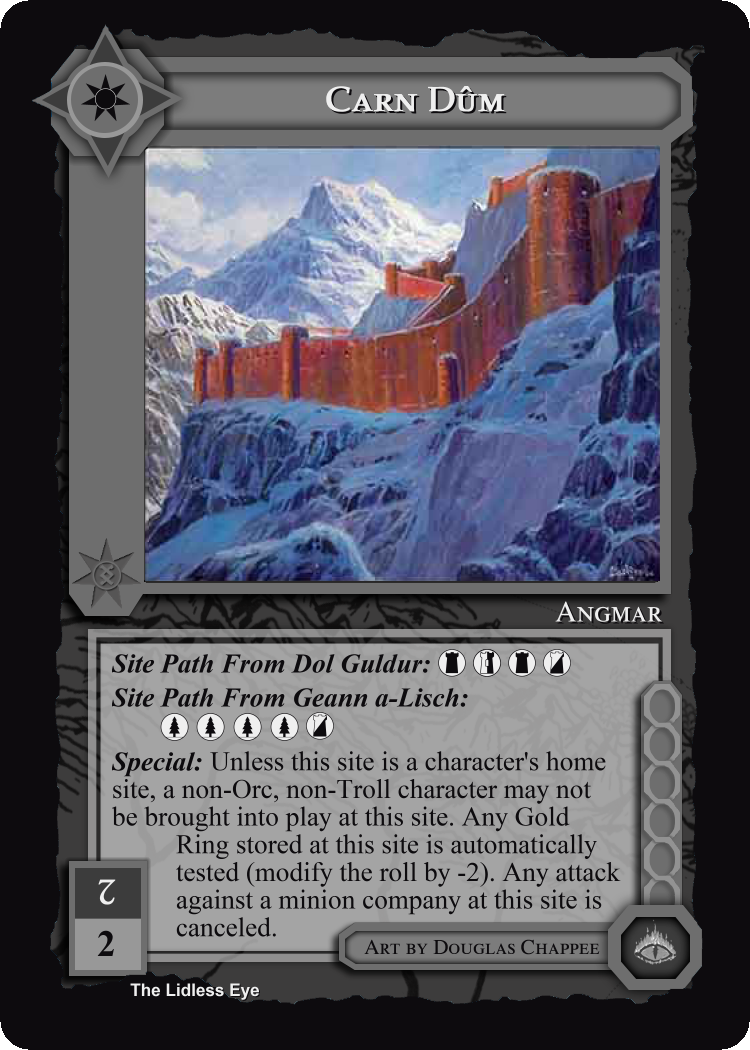 Carn Dûm
Angmar
Site Path From Dol Guldur:
Site Path From Geann a-Lisch:
Special: Unless this site is a character's home
site, a non-Orc, non-Troll character may not
be brought into play at this site. Any Gold
Ring stored at this site is automatically
tested (modify the roll by -2). Any attack
against a minion company at this site is
canceled.
2
2
Art by Douglas Chappee
The Lidless Eye